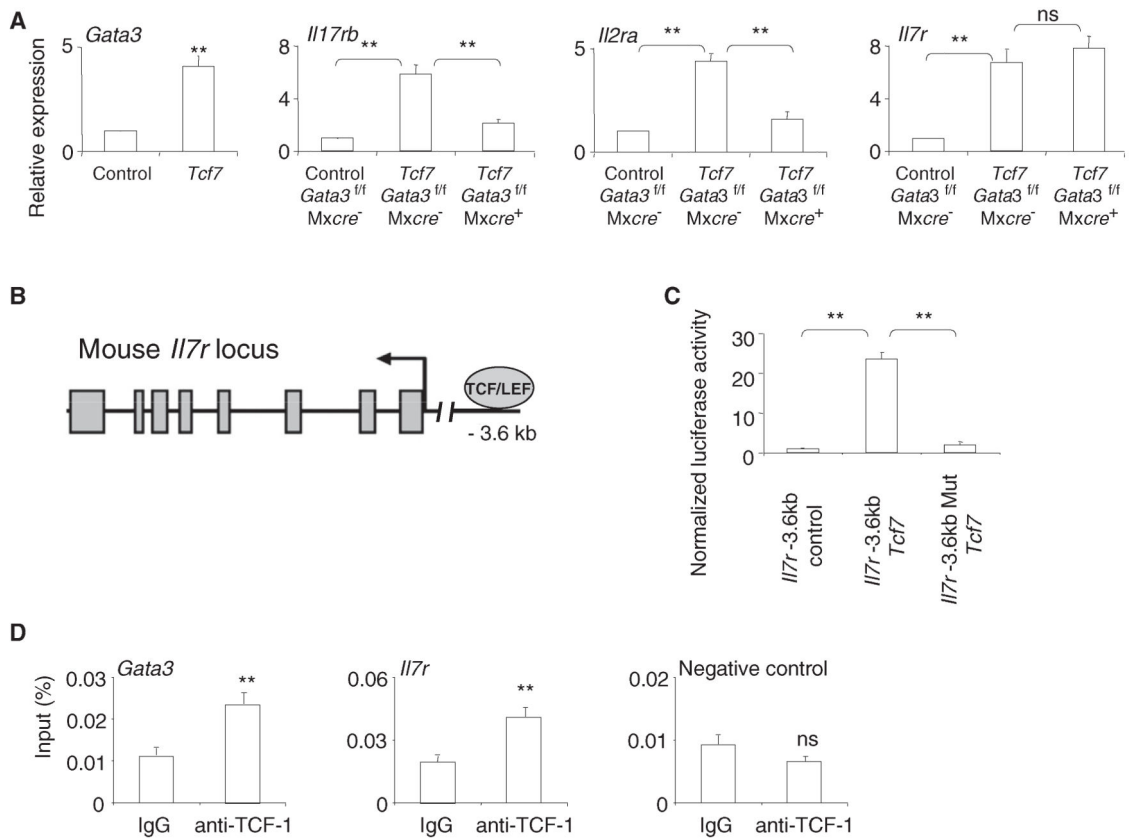 A
Relative expression
Gata3
5
0
**
Control
Tcf7
Il17rb
8
4
0
**
**
Control
Gata3 f/f
Mxcre-
Tcf7
Gata3 f/f
Mxcre-
Tcf7
Gata3 f/f
Mxcre+
Il2ra
5
0
**
**
Control
Gata3 f/f
Mxcre-
Tcf7
Gata3 f/f
Mxcre-
Tcf7
Gata3 f/f
Mxcre+
Il7r
8
4
0
**
ns
Control
Gata3 f/f
Mxcre-
Tcf7
Gata3 f/f
Mxcre-
Tcf7
Gata3 f/f
Mxcre+
B
Mouse Il7r locus
TCF/LEF
- 3.6 kb
C
Normalized luciferase activity
30
20
10
0
**
**
Il7r -3.6kb
control
Il7r -3.6kb
Tcf7
Il7r -3.6kb Mut
Tcf7
D
Input (%)
Gata3
0.03
0.02
0.01
0
**
IgG
anti-TCF-1
Il7r
0.06
0.03
0
**
IgG
anti-TCF-1
Negative control
0.02
0.01
0
ns
IgG
anti-TCF-1